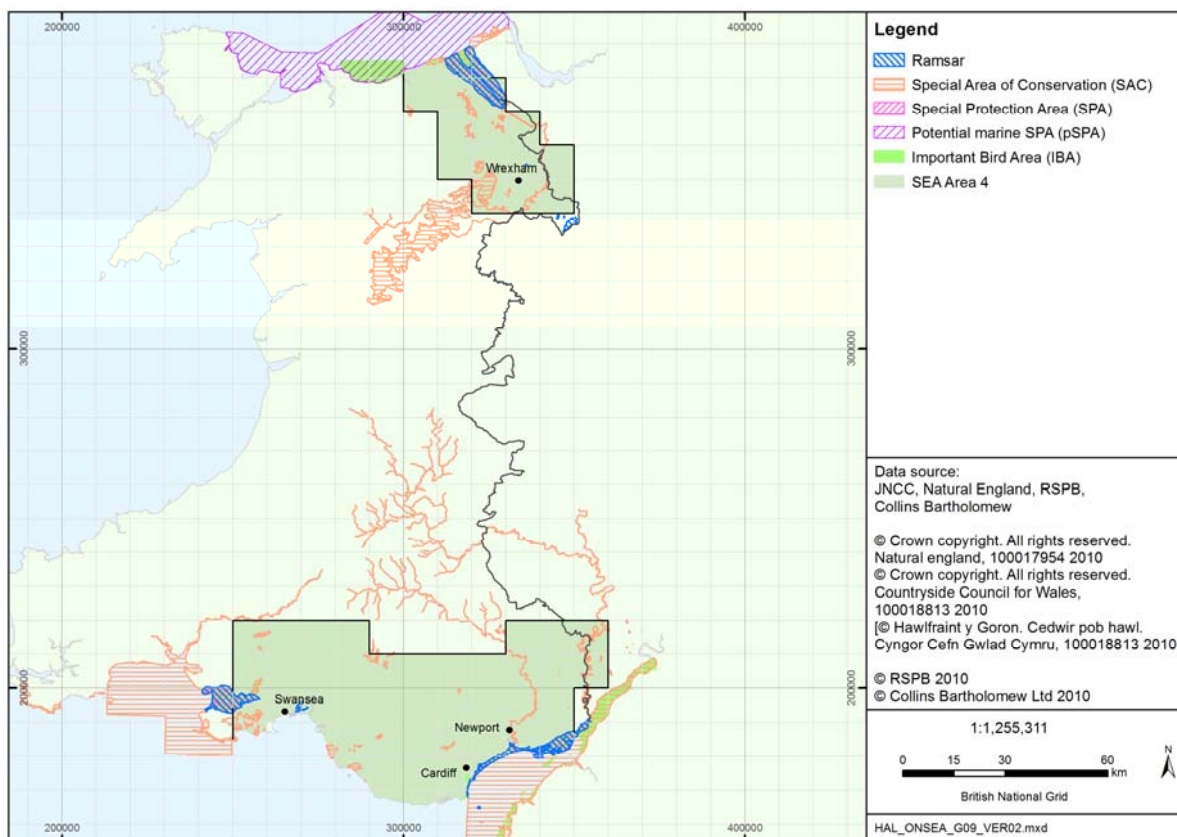 200000
300000
400000
Wrexham
300000
300000
200000
200000
Swansea
Newport
Cardiff
200000
300000
400000
Legend
Ramsar
Special Area of Conservation (SAC)
Special Protection Area (SPA)
Potential marine SPA (pSPA)
Important Bird Area (IBA)
SEA Area 4
Data source:
JNCC, Natural England, RSPB,
Collins Bartholomew
© Crown copyright. All rights reserved.
Natural england, 100017954 2010
© Crown copyright. All rights reserved.
Countryside Council for Wales,
100018813 2010
[© Hawlfraint y Goron. Cedwir pob hawl.
Cyngor Cefn Gwlad Cymru, 100018813 2010
© RSPB 2010
© Collins Bartholomew Ltd 2010
1:1,255,311
N
0 15 30 60
km
British National Grid
HAL_ONSEA_G09_VER02.mxd